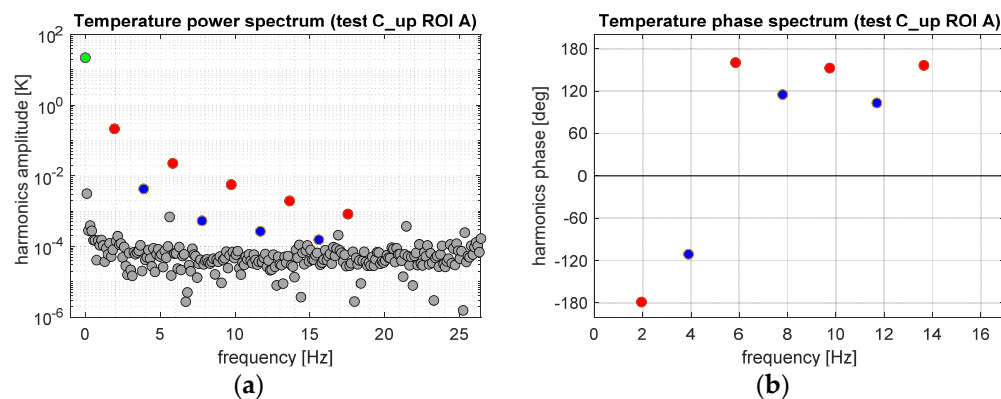 Temperature power spectrum (test C_up ROI A)
10^2
10^0
10^-2
10^-4
10^-6
harmonics amplitude [K]
0 5 10 15 20 25
frequency [Hz]
(a)
Temperature phase spectrum (test C_up ROI A)
180
120
60
0
-60
-120
-180
harmonics phase [deg]
0 2 4 6 8 10 12 14 16
frequency [Hz]
(b)